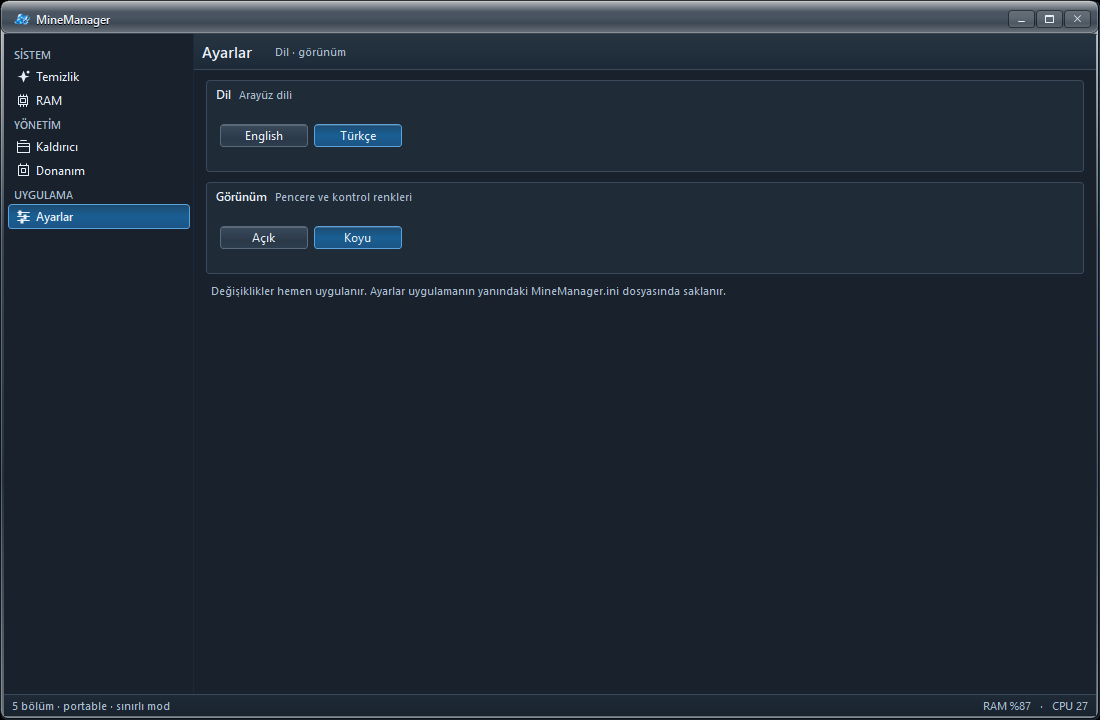 MineManager
SİSTEM
Temizlik
RAM
YÖNETİM
Kaldırıcı
Donanım
UYGULAMA
Ayarlar
Ayarlar Dil · görünüm
Dil Arayüz dili
English Türkçe
Görünüm Pencere ve kontrol renkleri
Açık Koyu
Değişiklikler hemen uygulanır. Ayarlar uygulamanın yanındaki MineManager.ini dosyasında saklanır.
5 bölüm · portable · sınırlı mod
RAM %87 · CPU 27